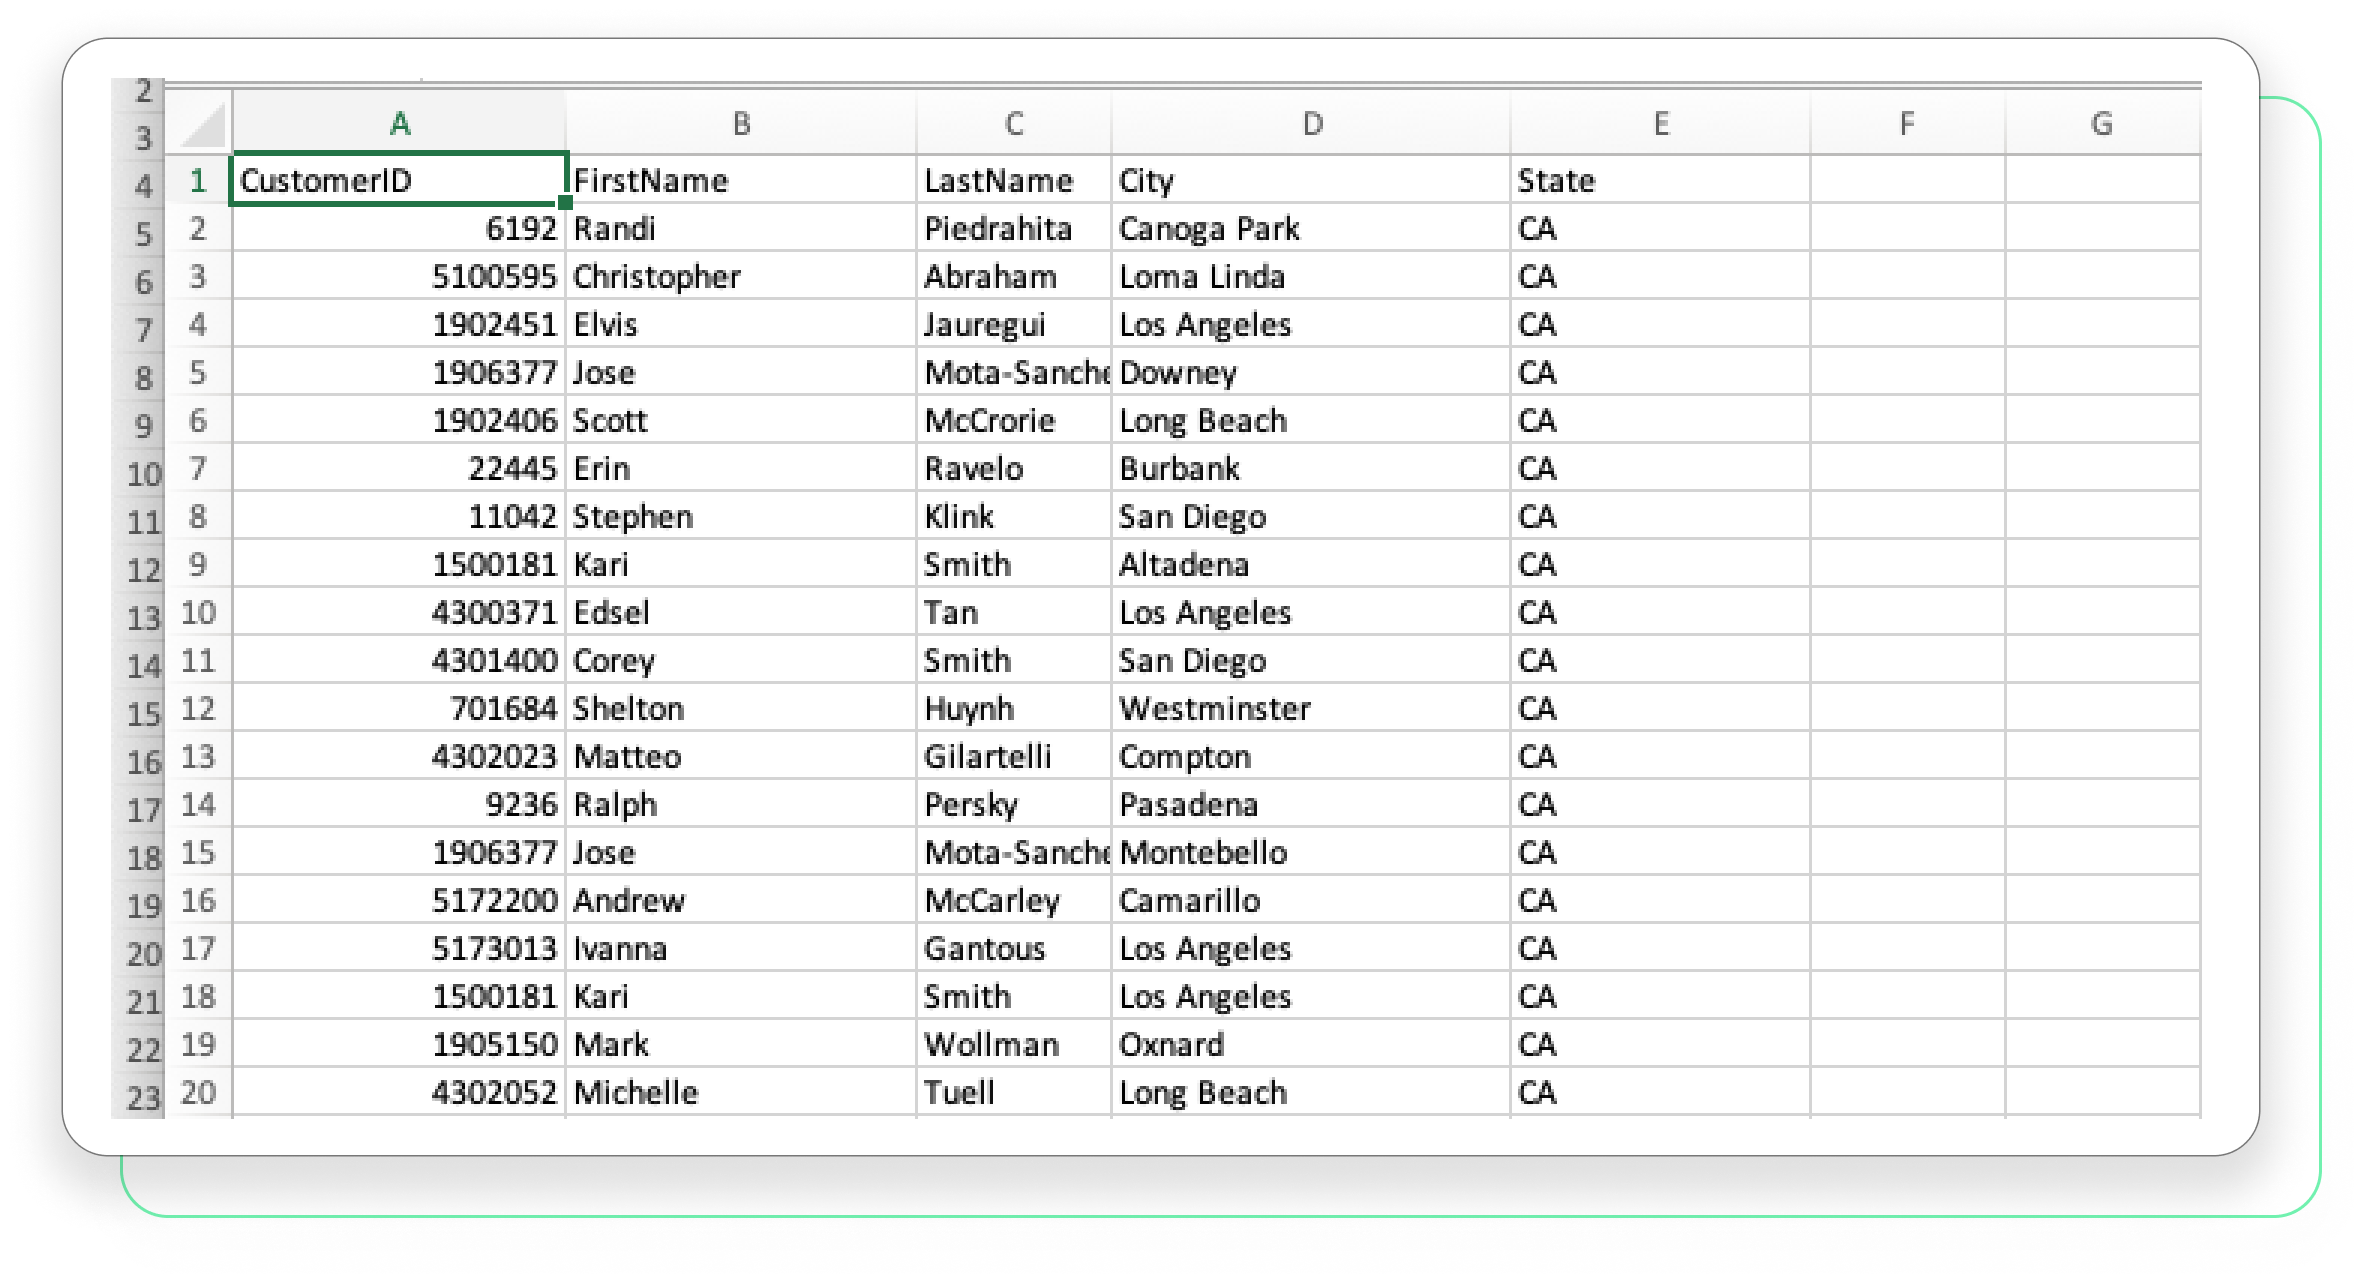 2
3
A B C D E F G
4 1 CustomerID FirstName LastName City State
5 2 6192 Randi Piedrahita Canoga Park CA
6 3 5100595 Christopher Abraham Loma Linda CA
7 4 1902451 Elvis Jauregui Los Angeles CA
8 5 1906377 Jose Mota-Sanche Downey CA
9 6 1902406 Scott McCrorie Long Beach CA
10 7 22445 Erin Ravelo Burbank CA
11 8 11042 Stephen Klink San Diego CA
12 9 1500181 Kari Smith Altadena CA
13 10 4300371 Edsel Tan Los Angeles CA
14 11 4301400 Corey Smith San Diego CA
15 12 701684 Shelton Huynh Westminster CA
16 13 4302023 Matteo Gilartelli Compton CA
17 14 9236 Ralph Persky Pasadena CA
18 15 1906377 Jose Mota-Sanche Montebello CA
19 16 5172200 Andrew McCarley Camarillo CA
20 17 5173013 Ivanna Gantous Los Angeles CA
21 18 1500181 Kari Smith Los Angeles CA
22 19 1905150 Mark Wollman Oxnard CA
23 20 4302052 Michelle Tuell Long Beach CA